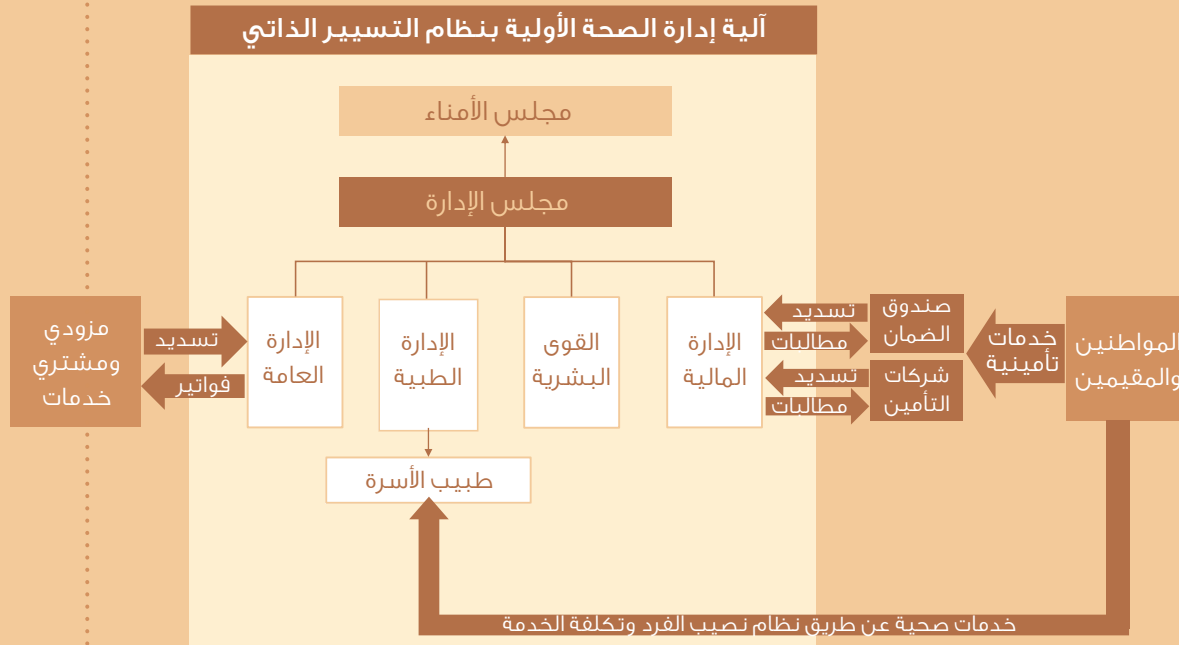 آلية إدارة الصحة الأولية بنظام التسيير الذاتي
مجلس الأمناء
مجلس الإدارة
المواطنين
والمقيمين
خدمات
تأمينية
صندوق
الضمان
شركات
التأمين
تسديد
مطالبات
تسديد
مطالبات
الإدارة
المالية
القوى
البشرية
الإدارة
الطبية
الإدارة
العامة
تسديد
فواتير
مزودي
ومشتري
خدمات
طبيب الأسرة
خدمات صحية عن طريق نظام نصيب الفرد وتكلفة الخدمة